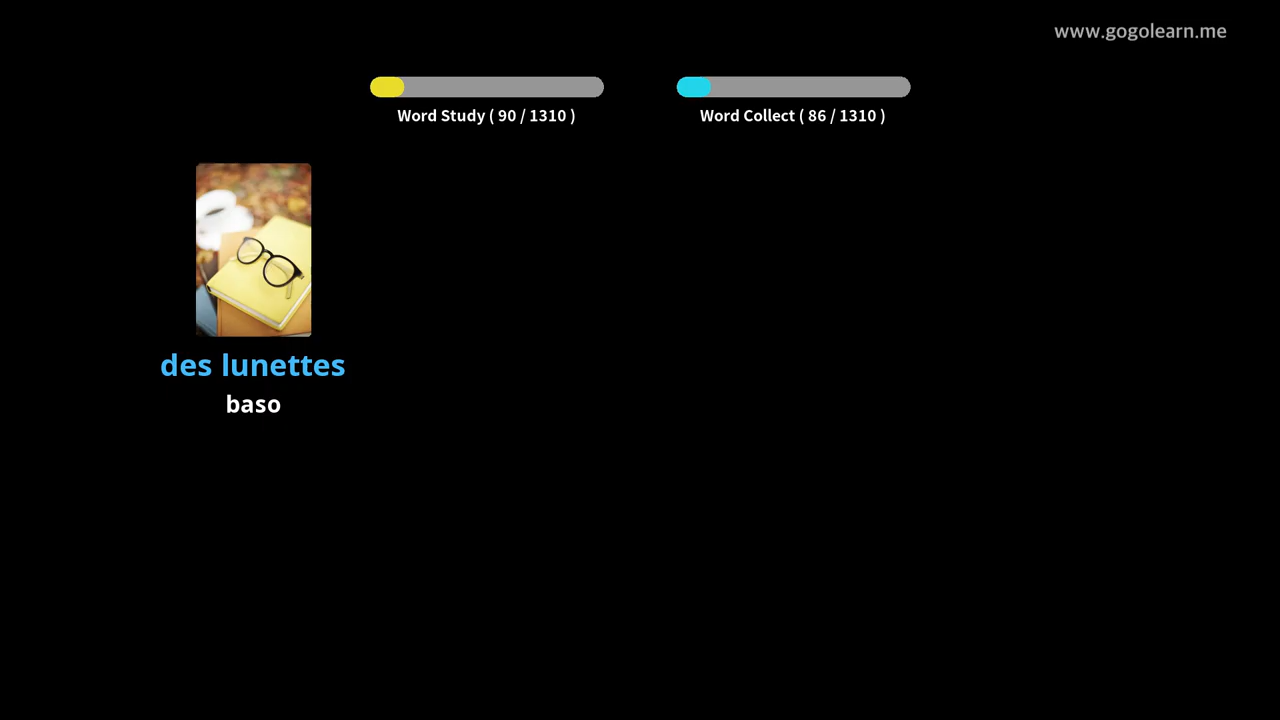 www.gogolearn.me
Word Study ( 90 / 1310 )
Word Collect ( 86 / 1310 )
des lunettes
baso